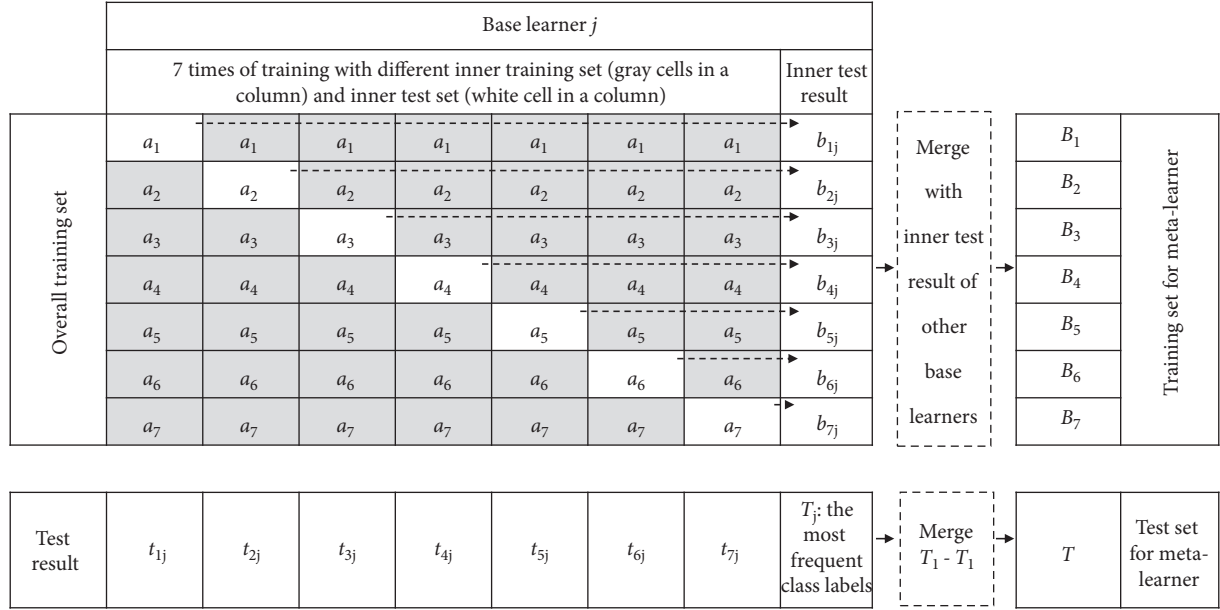 Base learner j
7 times of training with different inner training set (gray cells in a
column) and inner test set (white cell in a column)
Inner test
result
Overall training set
a1 a1 a1 a1 a1 a1 a1 b1j
a2 a2 a2 a2 a2 a2 a2 b2j
a3 a3 a3 a3 a3 a3 a3 b3j
a4 a4 a4 a4 a4 a4 a4 b4j
a5 a5 a5 a5 a5 a5 a5 b5j
a6 a6 a6 a6 a6 a6 a6 b6j
a7 a7 a7 a7 a7 a7 a7 b7j
Merge
with
inner test
result of
other
base
learners
B1
B2
B3
B4
B5
B6
B7
Training set for meta-learner
Test
result
t1j t2j t3j t4j t5j t6j t7j
Tj: the
most
frequent
class labels
Merge
T1 - T1
T
Test set
for meta-
learner